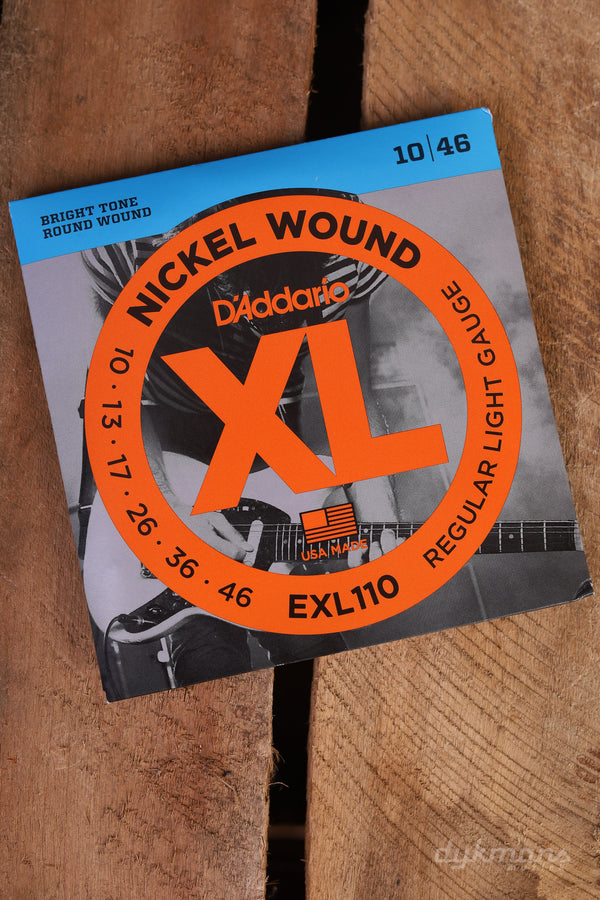 10|46
BRIGHT TONE
ROUND WOUND
NICKEL WOUND
D'Addario
XL
10 · 13 · 17 · 26 · 36 · 46
REGULAR LIGHT GAUGE
USA MADE
EXL110
dykmans